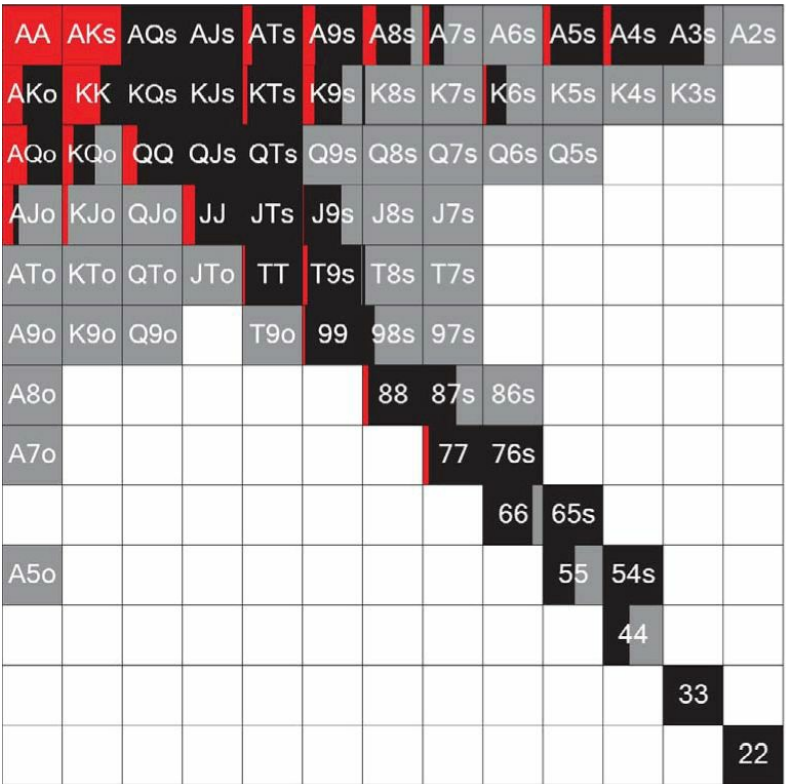 AA AKs AQs AJs ATs A9s A8s A7s A6s A5s A4s A3s A2s
AKo KK KQs KJs KTs K9s K8s K7s K6s K5s K4s K3s
AQo KQo QQ QJs QTs Q9s Q8s Q7s Q6s Q5s
AJo KJo QJo JJ JTs J9s J8s J7s
ATo KTo QTo JTo TT T9s T8s T7s
A9o K9o Q9o T9o 99 98s 97s
A8o 88 87s 86s
A7o 77 76s
66 65s
A5o 55 54s
44
33
22